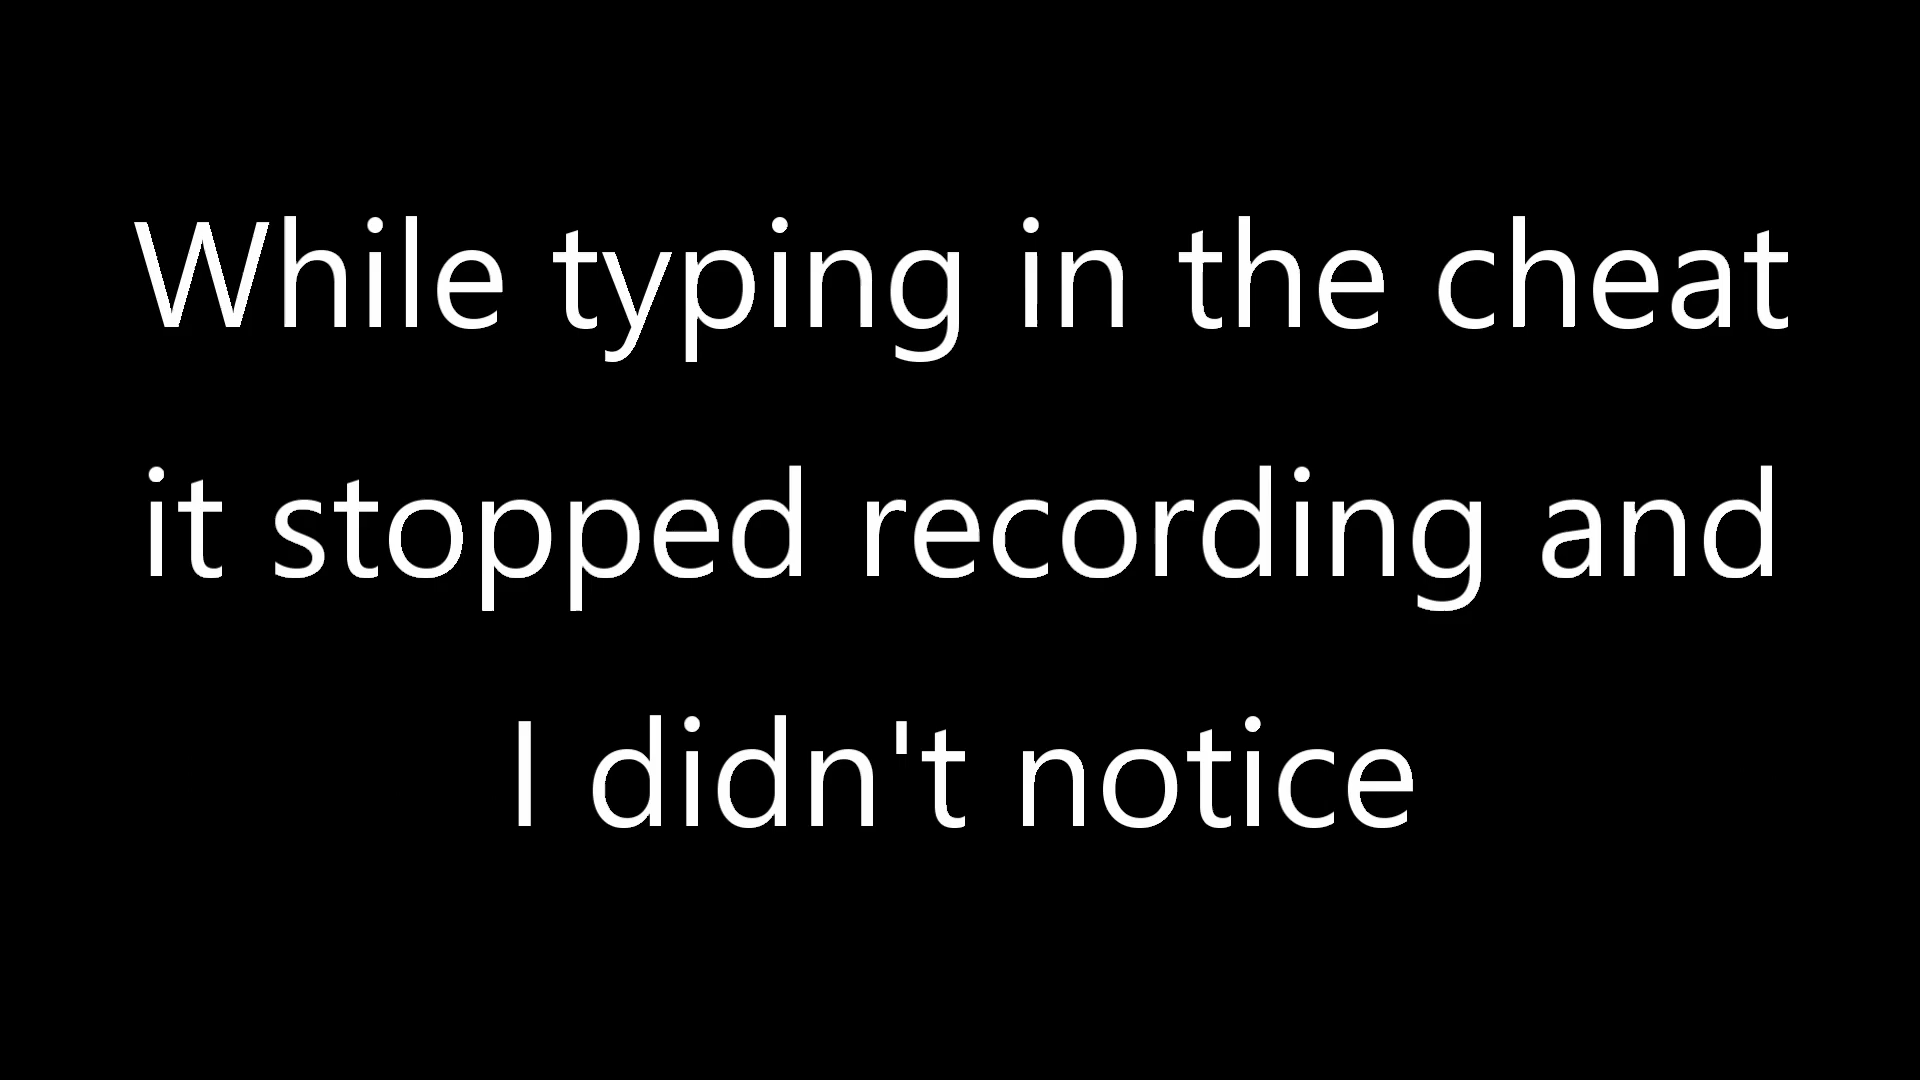 While typing in the cheat
it stopped recording and
I didn't notice